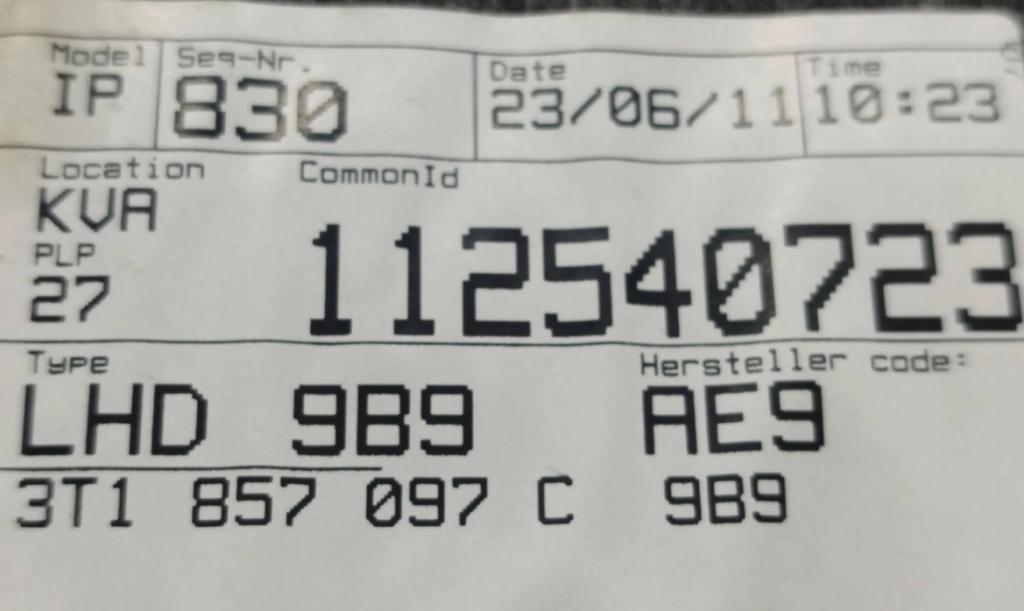 Model Seq-Nr. Date Time
IP 830 23/06/11 10:23
Location CommonId
KVA
112540723
PLP
27
Type Hersteller code:
LHD 9B9 AE9
3T1 857 097 C 9B9